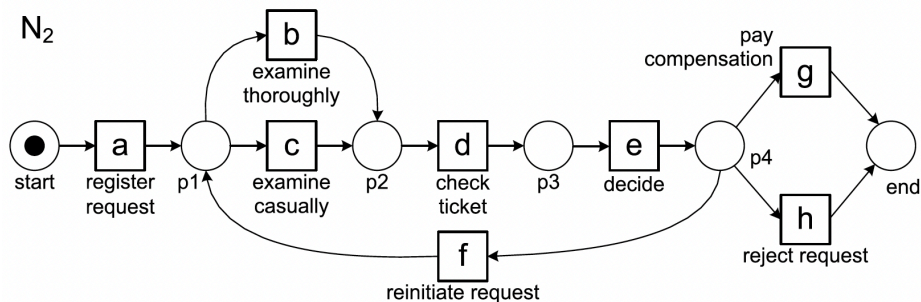 N₂
b
examine
thoroughly
pay
compensation
g
start
a
register
request
p1
c
examine
casually
p2
d
check
ticket
p3
e
decide
p4
end
h
reject request
f
reinitiate request